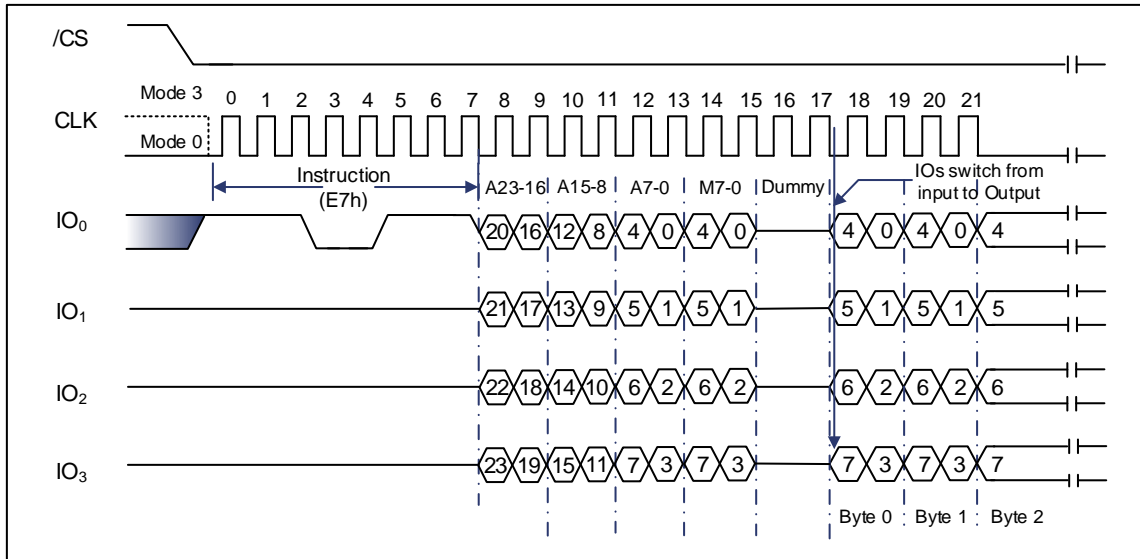 /CS
Mode 3
0 1 2 3 4 5 6 7 8 9 10 11 12 13 14 15 16 17 18 19 20 21
CLK
Mode 0
Instruction
(E7h)
A23-16 A15-8 A7-0 M7-0 Dummy
IOs switch from
input to Output
IO0 20 16 12 8 4 0 4 0 4 0 4 0 4
IO1 21 17 13 9 5 1 5 1 5 1 5 1 5
IO2 22 18 14 10 6 2 6 2 6 2 6 2 6
IO3 23 19 15 11 7 3 7 3 7 3 7 3 7
Byte 0 Byte 1 Byte 2